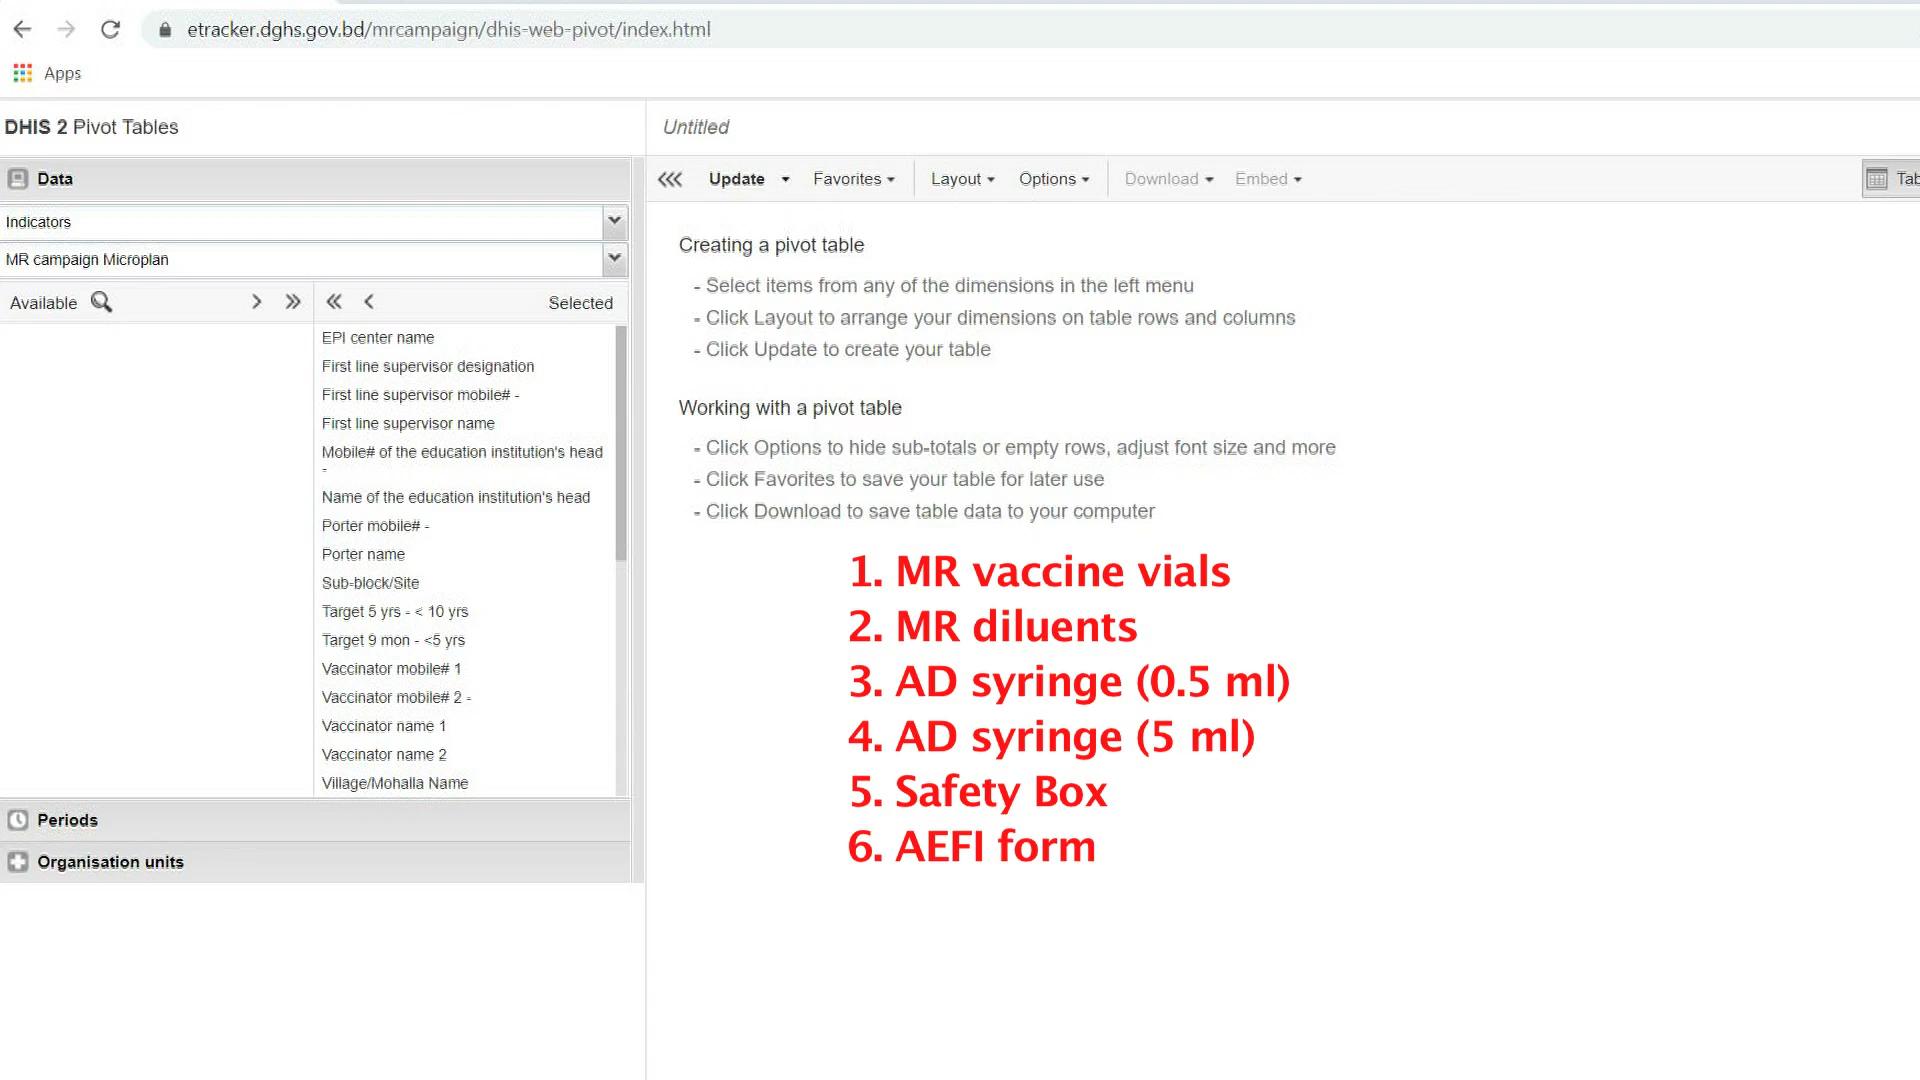 etracker.dghs.gov.bd/mrcampaign/dhis-web-pivot/index.html
Apps
DHIS 2 Pivot Tables
Untitled
Data
Update
Favorites
Layout
Options
Download
Embed
Indicators
MR campaign Microplan
Available
Selected
EPI center name
First line supervisor designation
First line supervisor mobile# -
First line supervisor name
Mobile# of the education institution's head
-
Name of the education institution's head
Porter mobile# -
Porter name
Sub-block/Site
Target 5 yrs - < 10 yrs
Target 9 mon - <5 yrs
Vaccinator mobile# 1
Vaccinator mobile# 2 -
Vaccinator name 1
Vaccinator name 2
Village/Mohalla Name
Periods
Organisation units
Creating a pivot table
- Select items from any of the dimensions in the left menu
- Click Layout to arrange your dimensions on table rows and columns
- Click Update to create your table
Working with a pivot table
- Click Options to hide sub-totals or empty rows, adjust font size and more
- Click Favorites to save your table for later use
- Click Download to save table data to your computer
1. MR vaccine vials
2. MR diluents
3. AD syringe (0.5 ml)
4. AD syringe (5 ml)
5. Safety Box
6. AEFI form